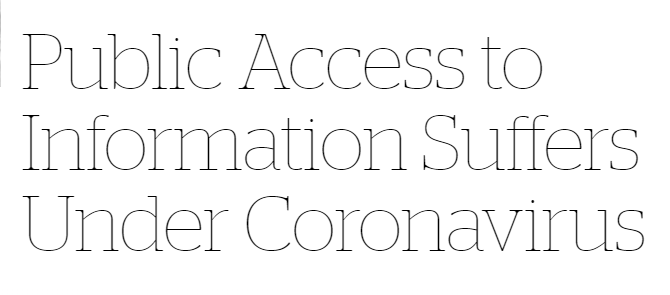 Public Access to
Information Suffers
Under Coronavirus